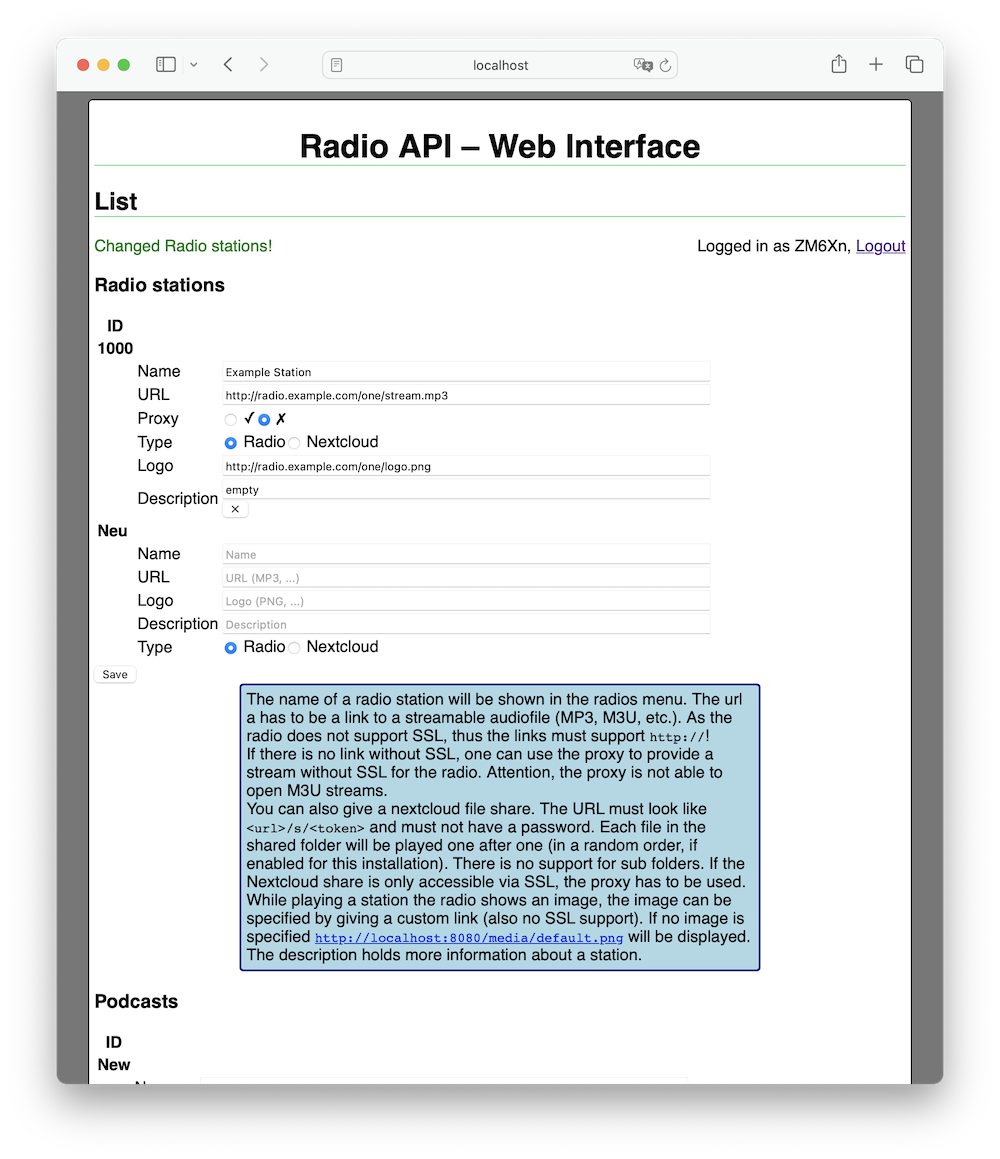 localhost
Radio API – Web Interface
List
Changed Radio stations! Logged in as ZM6Xn, Logout
Radio stations
ID
1000
Name Example Station
URL http://radio.example.com/one/stream.mp3
Proxy ✓ ✗
Type Radio Nextcloud
Logo http://radio.example.com/one/logo.png
Description empty
×
Neu
Name Name
URL URL (MP3, ...)
Logo Logo (PNG, ...)
Description Description
Type Radio Nextcloud
Save
The name of a radio station will be shown in the radios menu. The url
a has to be a link to a streamable audiofile (MP3, M3U, etc.). As the
radio does not support SSL, thus the links must support http://!
If there is no link without SSL, one can use the proxy to provide a
stream without SSL for the radio. Attention, the proxy is not able to
open M3U streams.
You can also give a nextcloud file share. The URL must look like
<url>/s/<token> and must not have a password. Each file in the
shared folder will be played one after one (in a random order, if
enabled for this installation). There is no support for sub folders. If the
Nextcloud share is only accessible via SSL, the proxy has to be used.
While playing a station the radio shows an image, the image can be
specified by giving a custom link (also no SSL support). If no image is
specified http://localhost:8080/media/default.png will be displayed.
The description holds more information about a station.
Podcasts
ID
New